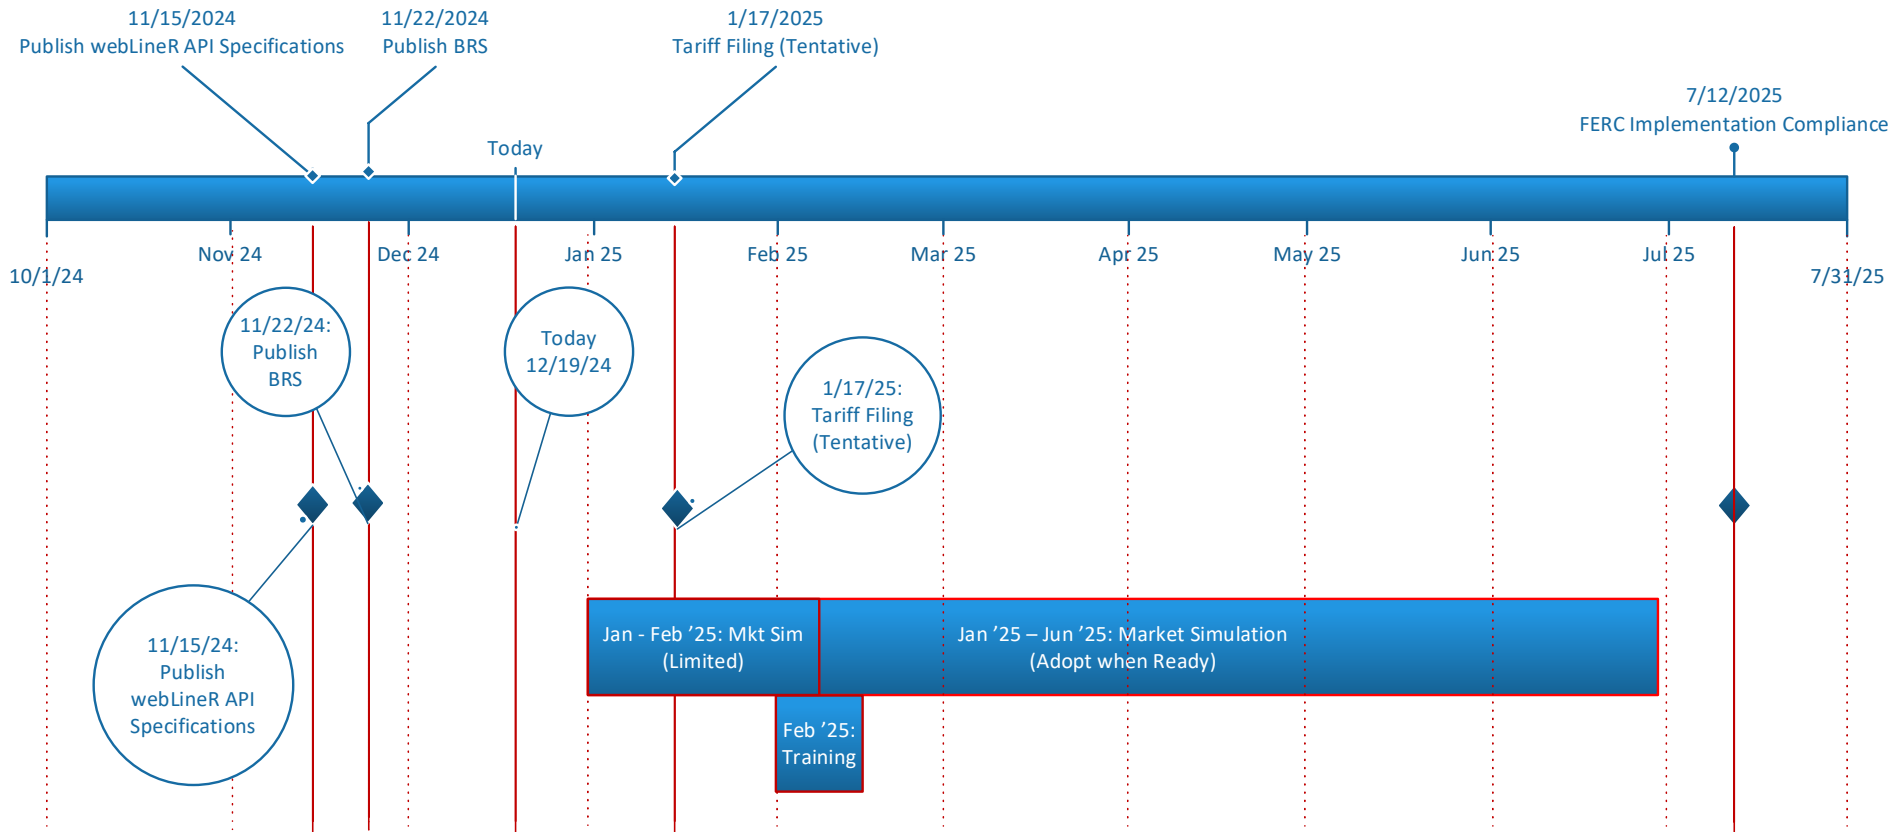 11/15/2024
Publish webLineR API Specifications
11/22/2024
Publish BRS
1/17/2025
Tariff Filing (Tentative)
7/12/2025
FERC Implementation Compliance
Today
10/1/24
Nov 24
Dec 24
Jan 25
Feb 25
Mar 25
Apr 25
May 25
Jun 25
Jul 25
7/31/25
11/22/24:
Publish
BRS
Today
12/19/24
1/17/25:
Tariff Filing
(Tentative)
11/15/24:
Publish
webLineR API
Specifications
Jan - Feb ’25: Mkt Sim
(Limited)
Jan ’25 – Jun ’25: Market Simulation
(Adopt when Ready)
Feb ’25:
Training